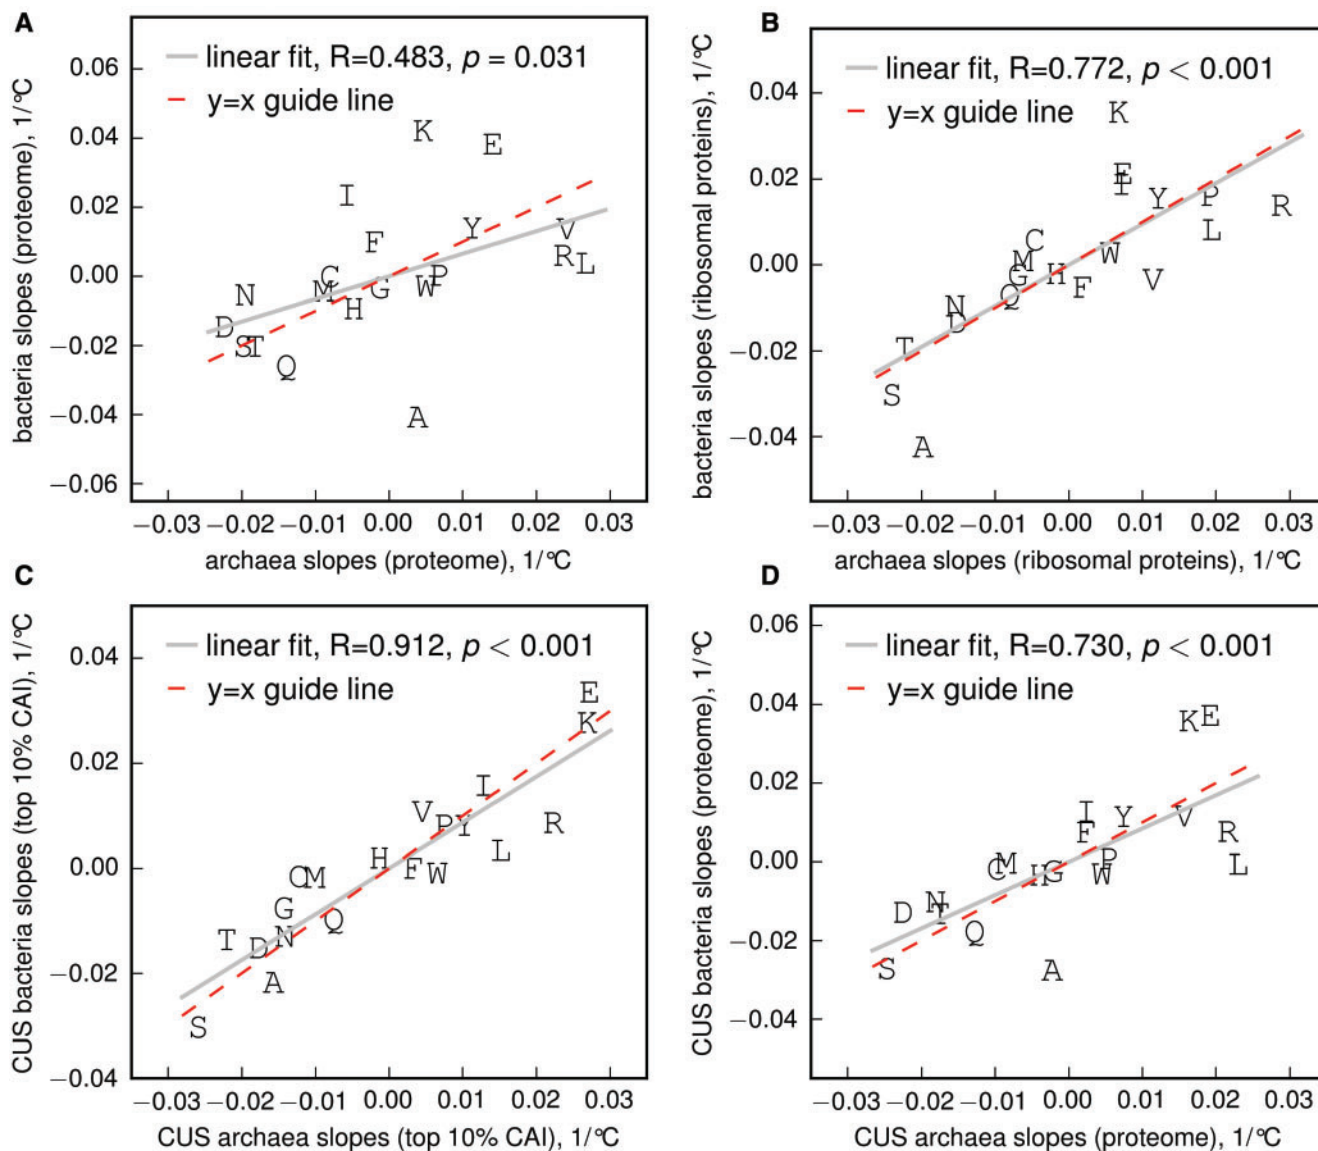 A
linear fit, R=0.483, p = 0.031
y=x guide line
bacteria slopes (proteome), 1/°C
0.06
0.04
0.02
0.00
−0.02
−0.04
−0.06
K
E
I
F
Y
V
R
L
C
P
N
M
G
W
H
D
S
T
Q
A
−0.03
−0.02
−0.01
0.00
0.01
0.02
0.03
archaea slopes (proteome), 1/°C
B
linear fit, R=0.772, p < 0.001
y=x guide line
bacteria slopes (ribosomal proteins), 1/°C
0.04
0.02
0.00
−0.02
−0.04
K
E
I
Y
P
R
L
C
M
W
G
H
V
F
Q
N
D
T
S
A
−0.03
−0.02
−0.01
0.00
0.01
0.02
0.03
archaea slopes (ribosomal proteins), 1/°C
C
linear fit, R=0.912, p < 0.001
y=x guide line
CUS bacteria slopes (top 10% CAI), 1/°C
0.04
0.02
0.00
−0.02
−0.04
E
K
I
V
P
Y
R
L
H
F
W
C
M
G
Q
T
D
N
A
S
−0.03
−0.02
−0.01
0.00
0.01
0.02
0.03
CUS archaea slopes (top 10% CAI), 1/°C
D
linear fit, R=0.730, p < 0.001
y=x guide line
CUS bacteria slopes (proteome), 1/°C
0.06
0.04
0.02
0.00
−0.02
−0.04
K
E
I
F
Y
V
R
L
C
M
P
H
G
W
D
N
T
Q
S
A
−0.03
−0.02
−0.01
0.00
0.01
0.02
0.03
CUS archaea slopes (proteome), 1/°C